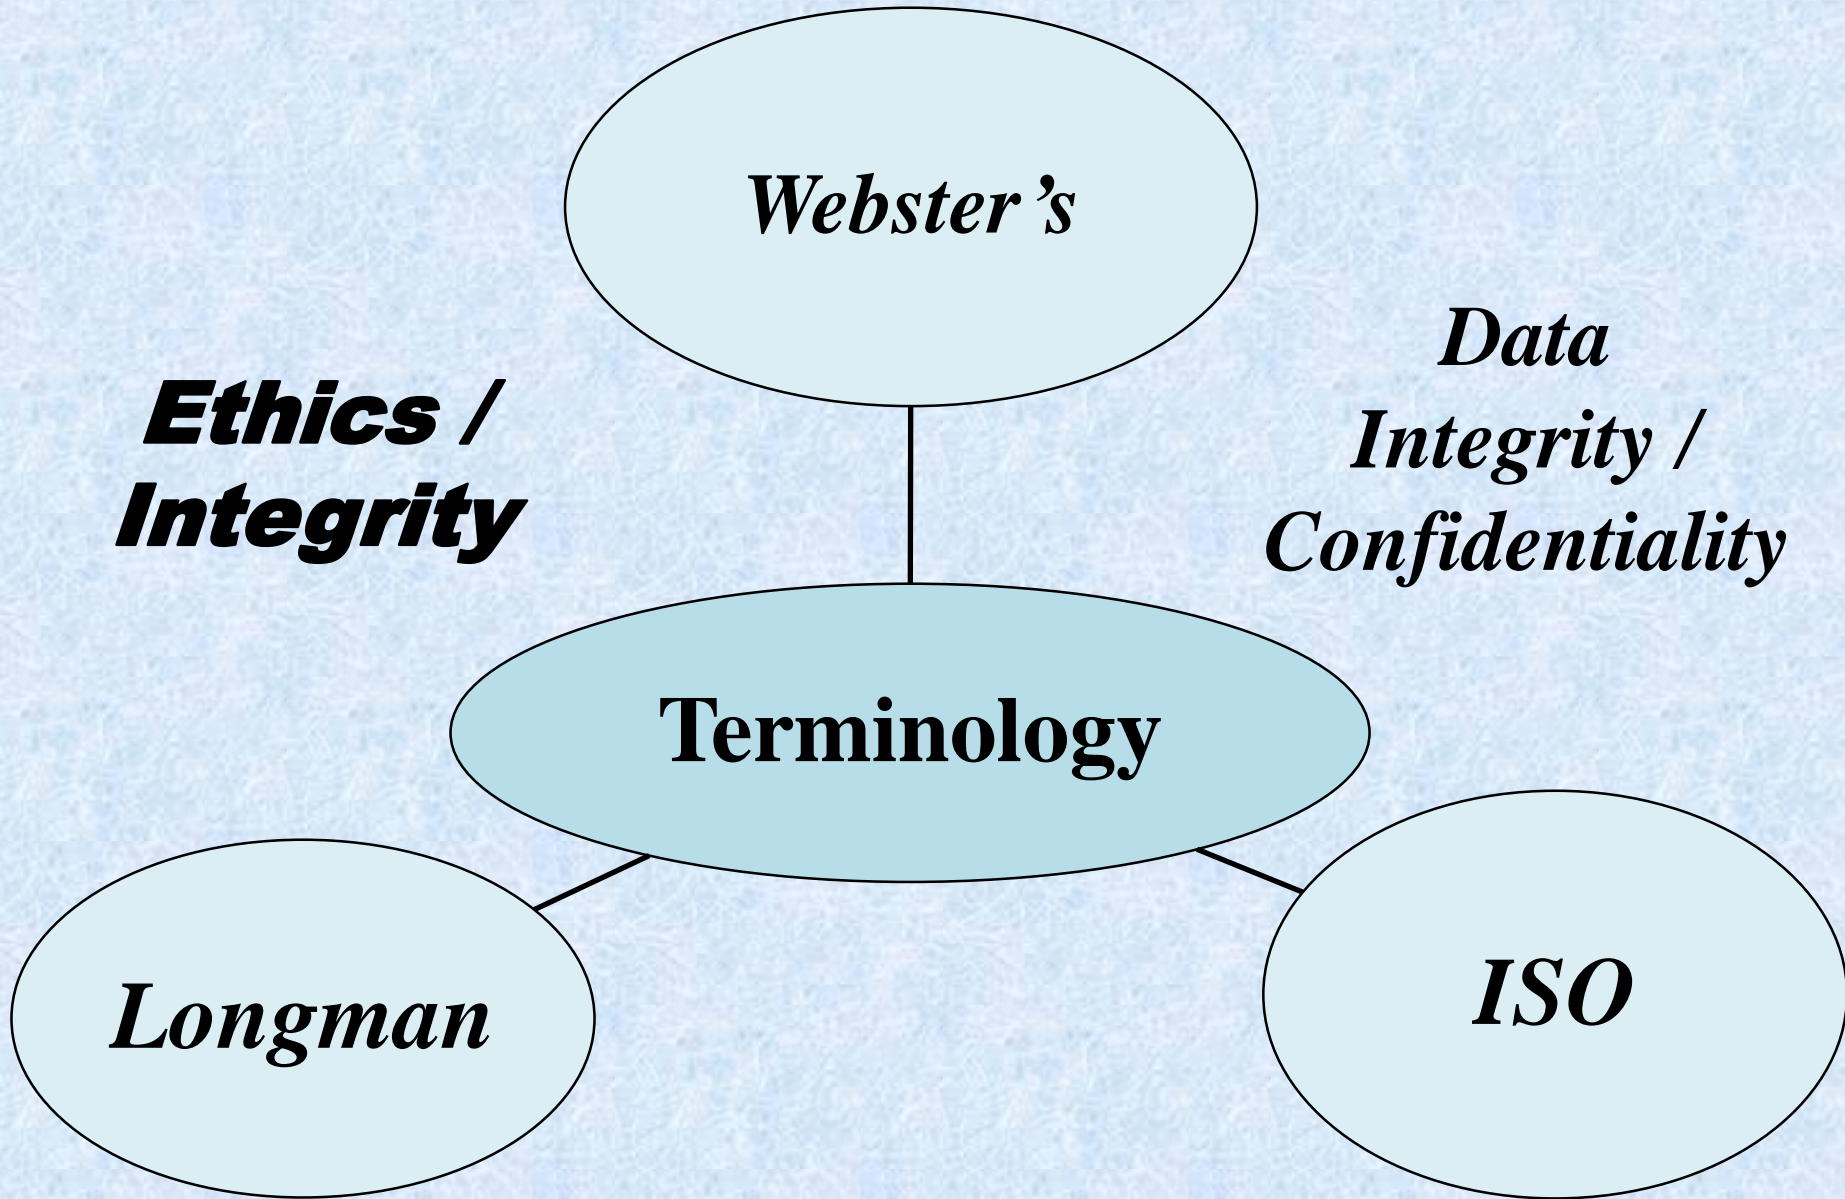 Webster's
Ethics /
Integrity
Data
Integrity /
Confidentiality
Terminology
Longman
ISO